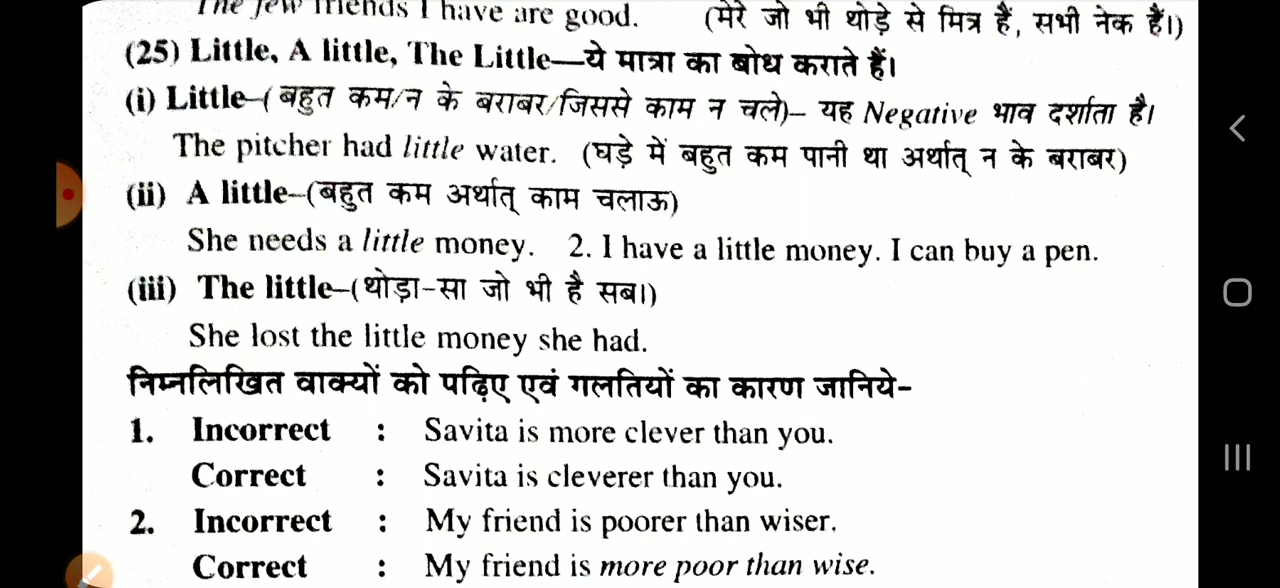 The few friends I have are good. (मेरे जो भी थोड़े से मित्र हैं, सभी नेक हैं।)
(25) Little, A little, The Little—ये मात्रा का बोध कराते हैं।
(i) Little–( बहुत कम/न के बराबर/जिससे काम न चले)– यह Negative भाव दर्शाता है।
The pitcher had little water. (घड़े में बहुत कम पानी था अर्थात् न के बराबर)
(ii) A little–(बहुत कम अर्थात् काम चलाऊ)
She needs a little money. 2. I have a little money. I can buy a pen.
(iii) The little–(थोड़ा-सा जो भी है सब।)
She lost the little money she had.
निम्नलिखित वाक्यों को पढ़िए एवं गलतियों का कारण जानिये-
1. Incorrect : Savita is more clever than you.
Correct : Savita is cleverer than you.
2. Incorrect : My friend is poorer than wiser.
Correct : My friend is more poor than wise.